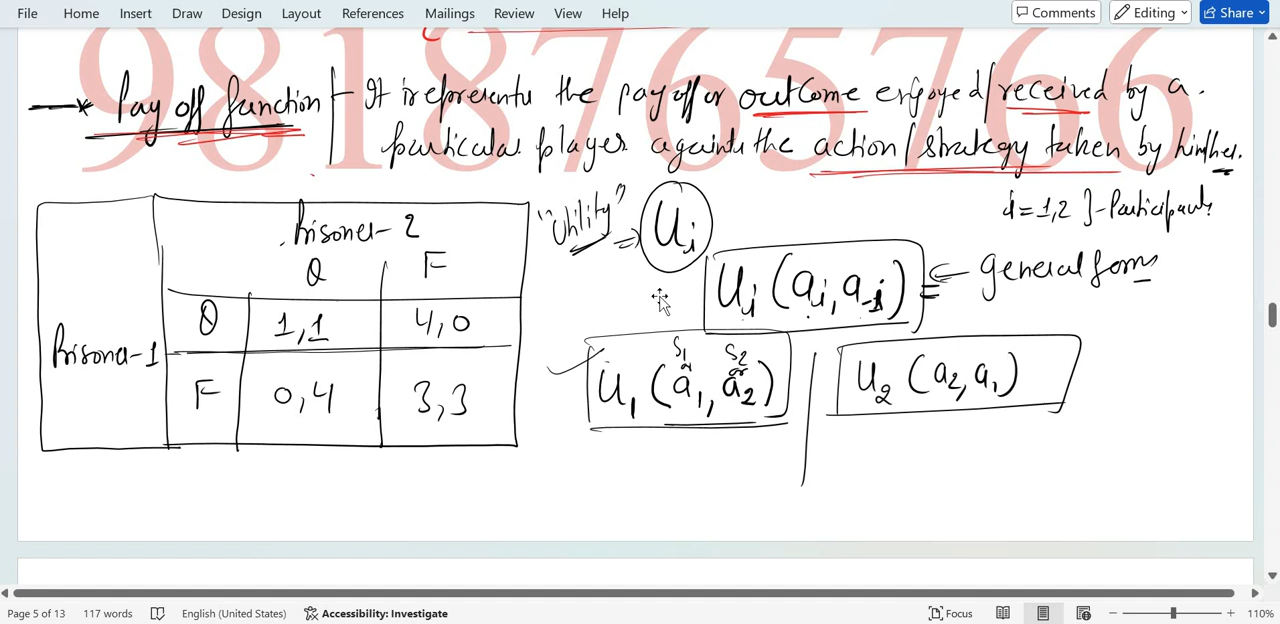 File Home Insert Draw Design Layout References Mailings Review View Help Comments Editing Share
9818765766
Pay off function It represents the pay off or outcome enjoyed/received by a
particular player against the action/strategy taken by him/her.
i=1,2 }-Participants
Prisoner-2
"Utility" ⇒ Ui
Q F
Ui (ai, a-i) ⇐ general form
Prisoner-1
Q 1,1 4,0
F 0,4 3,3
S1 S2
U1 (a1, a2)
U2 (a2, a1)
Page 5 of 13 117 words English (United States) Accessibility: Investigate Focus 110%